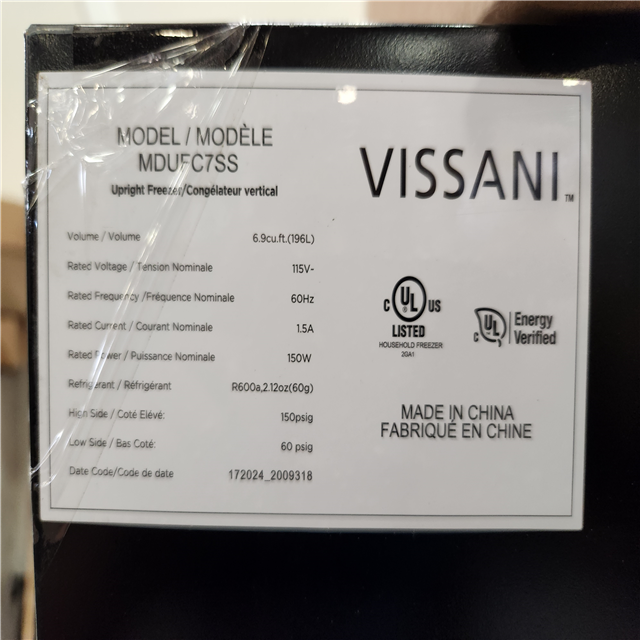 MODEL / MODÈLE
MDUFC7SS
Upright Freezer/Congélateur vertical
VISSANI™
Volume / Volume 6.9cu.ft.(196L)
Rated Voltage / Tension Nominale 115V~
Rated Frequency /Fréquence Nominale 60Hz
Rated Current / Courant Nominale 1.5A
Rated Power / Puissance Nominale 150W
Refrigerant / Réfrigérant R600a,2.12oz(60g)
High Side / Coté Elévé: 150psig
Low Side / Bas Coté: 60 psig
Date Code/Code de date 172024_2009318
C UL US
LISTED
HOUSEHOLD FREEZER
2GA1
UL Energy Verified
MADE IN CHINA
FABRIQUÉ EN CHINE